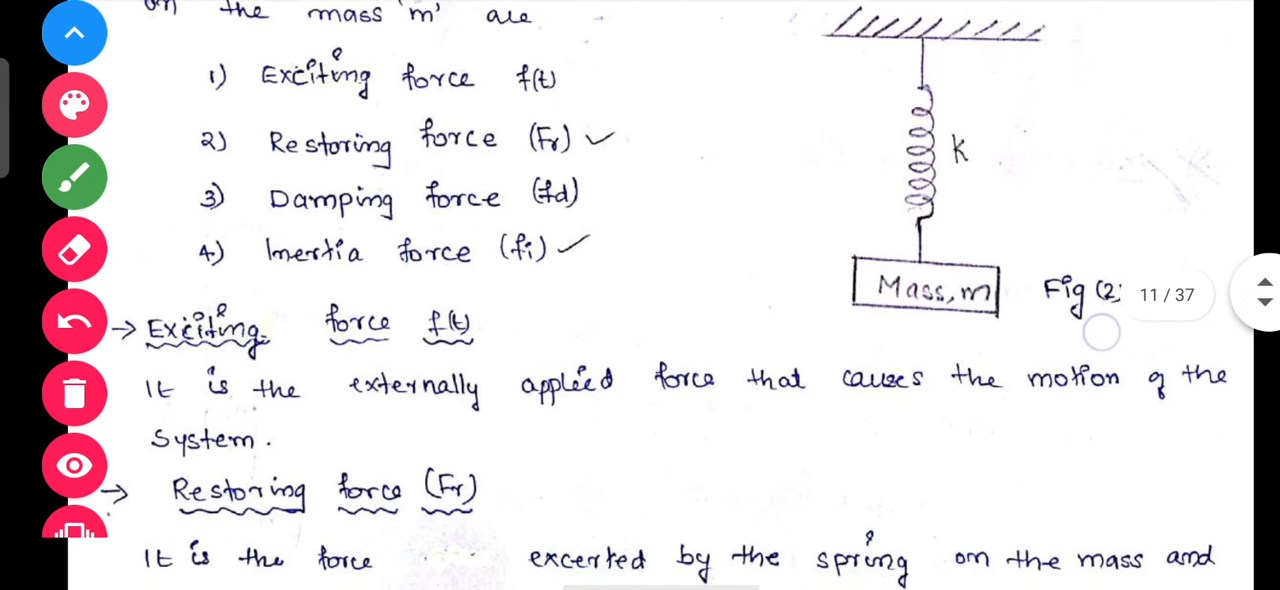 on the mass 'm' are
1) Exciting force f(t)
2) Restoring force (Fr)
3) Damping force (fd)
4) Inertia force (fi)
K
Mass, m
Fig (2)
11 / 37
→ Exciting force f(t)
It is the externally applied force that causes the motion of the
System.
→ Restoring force (Fr)
It is the force excerted by the spring on the mass and